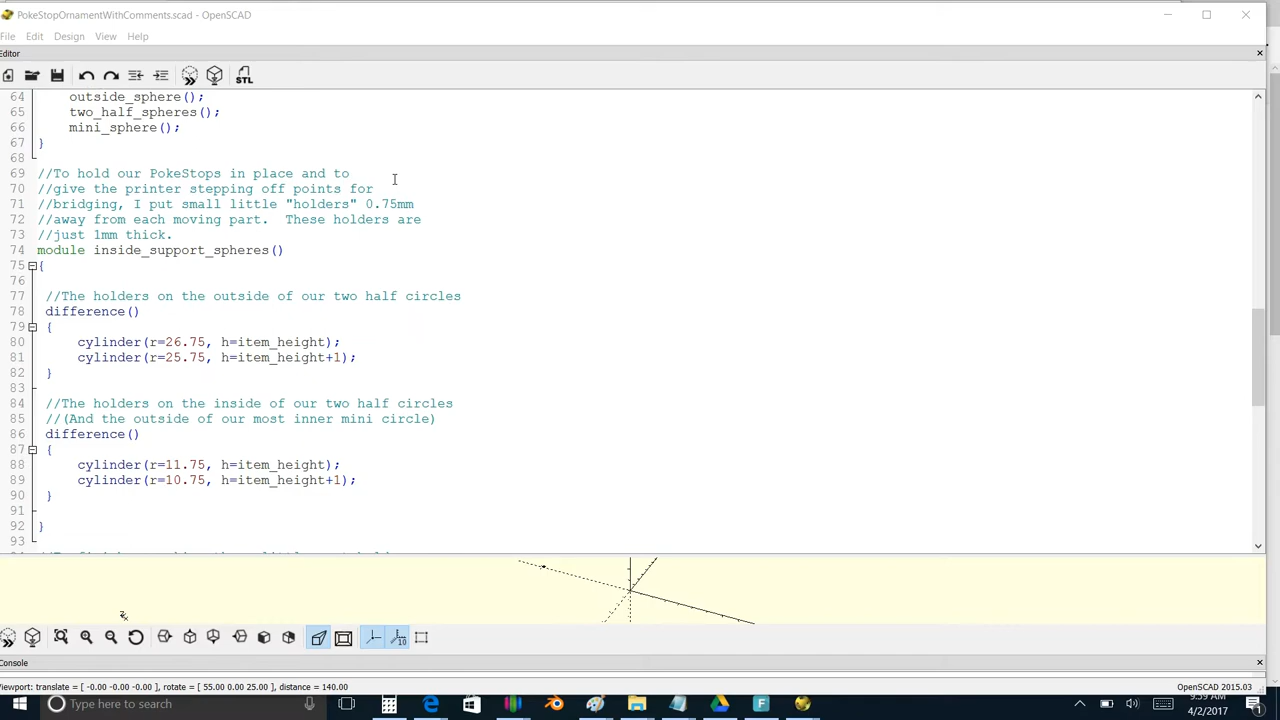 PokeStopOrnamentWithComments.scad - OpenSCAD
File Edit Design View Help
Editor
STL
64 outside_sphere();
65 two_half_spheres();
66 mini_sphere();
67 }
68
69 //To hold our PokeStops in place and to
70 //give the printer stepping off points for
71 //bridging, I put small little "holders" 0.75mm
72 //away from each moving part.  These holders are
73 //just 1mm thick.
74 module inside_support_spheres()
75 {
76
77 //The holders on the outside of our two half circles
78 difference()
79 {
80 cylinder(r=26.75, h=item_height);
81 cylinder(r=25.75, h=item_height+1);
82 }
83
84 //The holders on the inside of our two half circles
85 //(And the outside of our most inner mini circle)
86 difference()
87 {
88 cylinder(r=11.75, h=item_height);
89 cylinder(r=10.75, h=item_height+1);
90 }
91
92 }
93
10
Console
Viewport: translate = [ -0.00 -0.00 -0.00 ], rotate = [ 55.00 0.00 25.00 ], distance = 140.00
OpenSCAD 2015.03
Type here to search
9:59 AM
4/2/2017